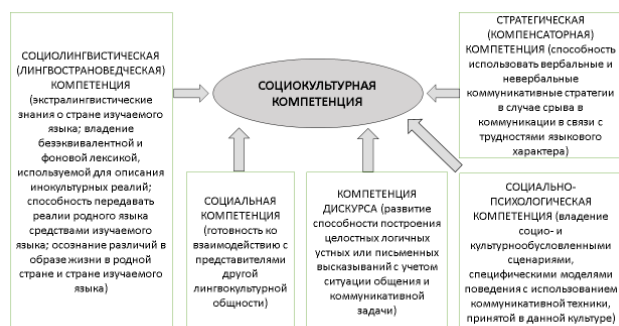 СОЦИОЛИНГВИСТИЧЕСКАЯ
(ЛИНГВОСТРАНОВЕДЧЕСКАЯ)
КОМПЕТЕНЦИЯ
(экстралингвистические
знания о стране изучаемого
языка; владение
безэквивалентной и
фоновой лексикой,
используемой для описания
инокультурных реалий;
способность передавать
реалии родного языка
средствами изучаемого
языка; осознание различий в
образе жизни в родной
стране и стране изучаемого
языка)
СОЦИОКУЛЬТУРНАЯ
КОМПЕТЕНЦИЯ
СТРАТЕГИЧЕСКАЯ
(КОМПЕНСАТОРНАЯ)
КОМПЕТЕНЦИЯ (способность
использовать вербальные и
невербальные
коммуникативные стратегии
в случае срыва в
коммуникации в связи с
трудностями языкового
характера)
СОЦИАЛЬНАЯ
КОМПЕТЕНЦИЯ
(готовность ко
взаимодействию с
представителями
другой
лингвокультурной
общности)
КОМПЕТЕНЦИЯ
ДИСКУРСА (развитие
способности построения
целостных логичных
устных или письменных
высказываний с учетом
ситуации общения и
коммуникативной
задачи)
СОЦИАЛЬНО-
ПСИХОЛОГИЧЕСКАЯ
КОМПЕТЕНЦИЯ (владение
социо- и
культурнообусловленными
сценариями,
специфическими моделями
поведения с использованием
коммуникативной техники,
принятой в данной культуре)